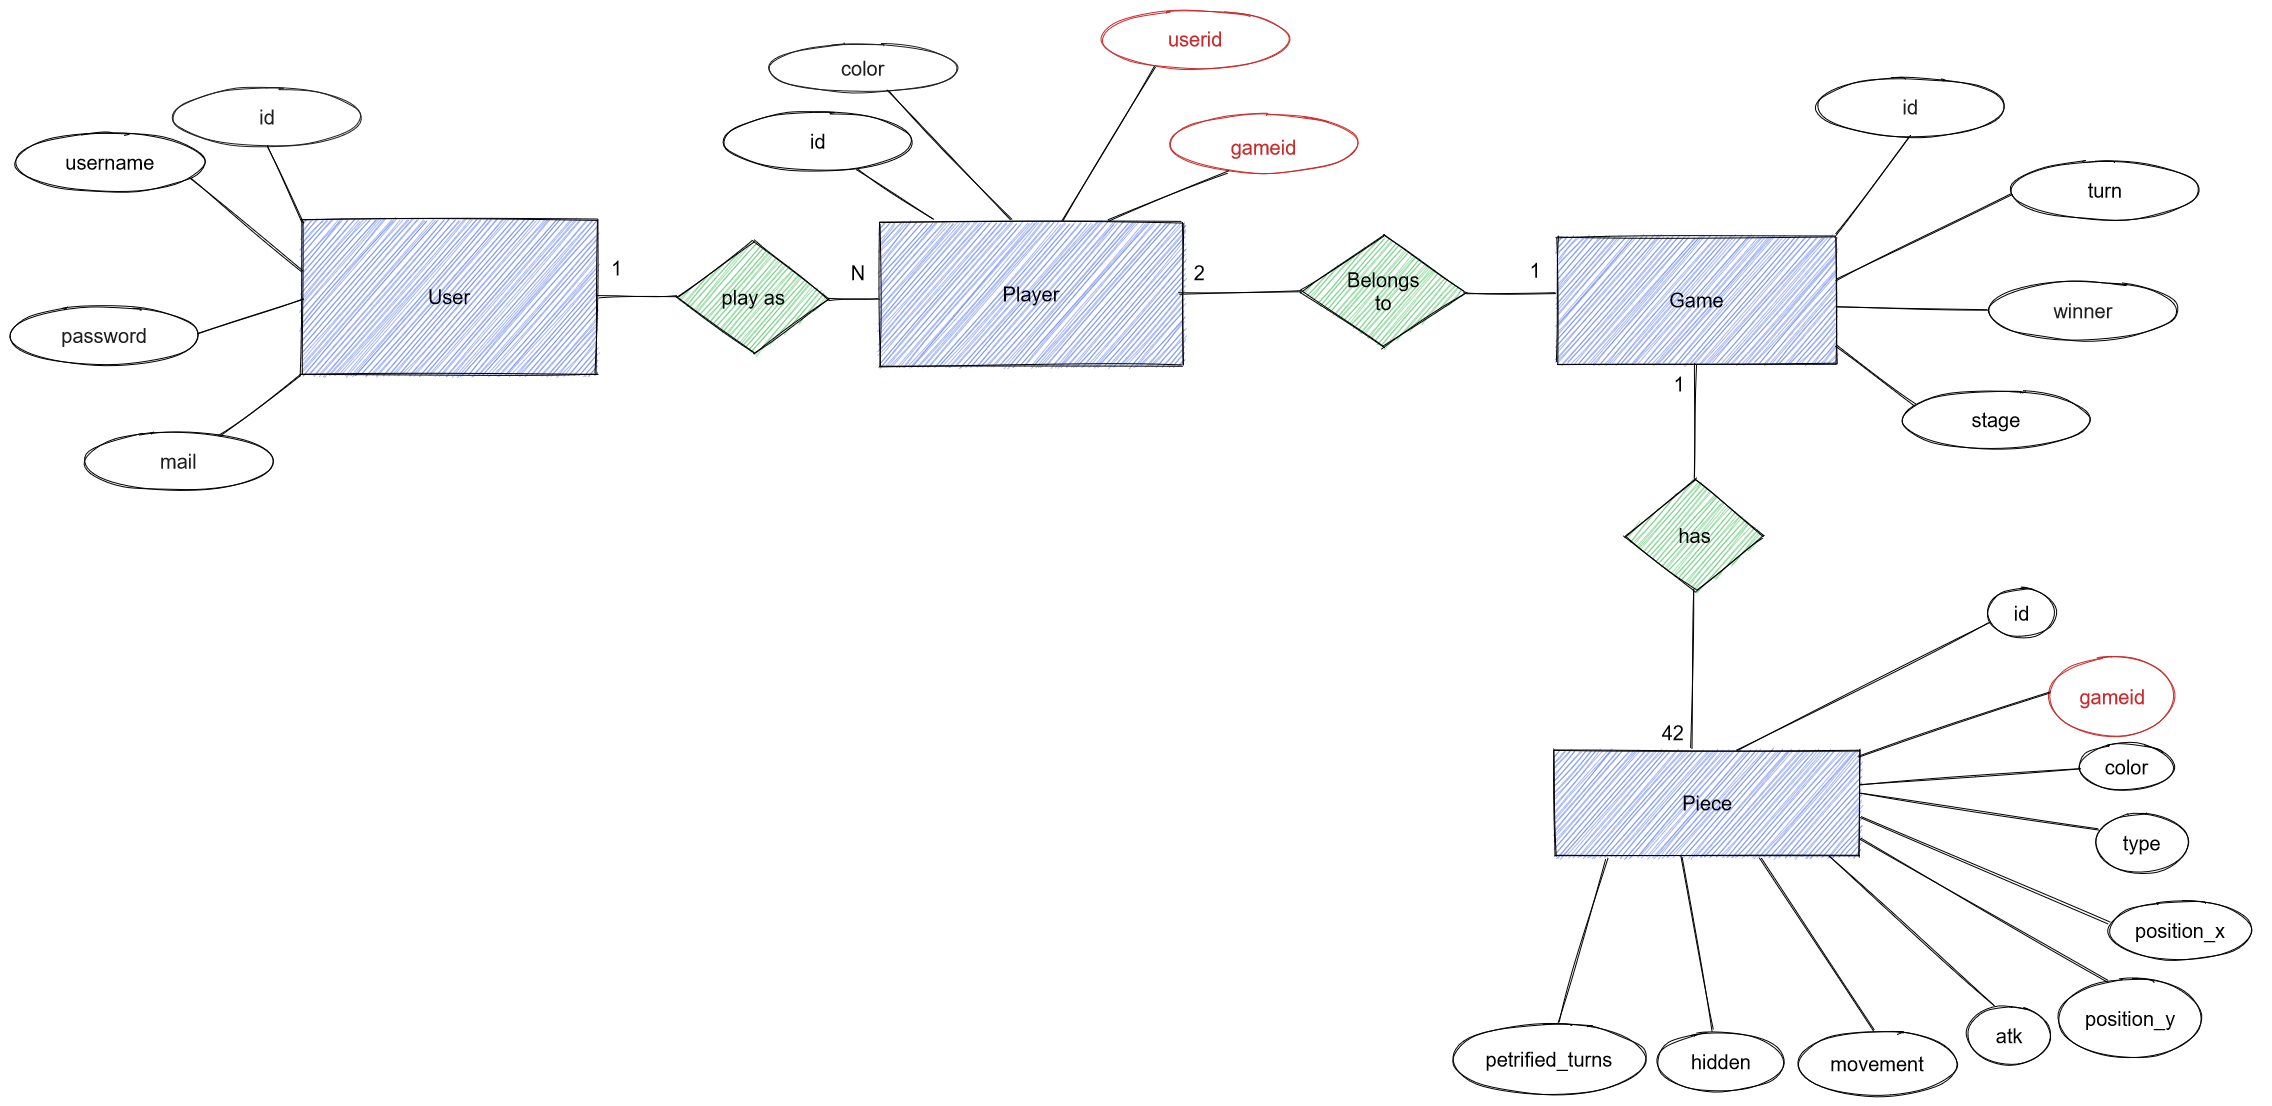 userid
color
id
id
id
gameid
username
turn
1
N
2
1
User
play as
Player
Belongs
to
Game
winner
password
1
stage
mail
has
id
gameid
42
color
Piece
type
position_x
position_y
atk
petrified_turns
hidden
movement